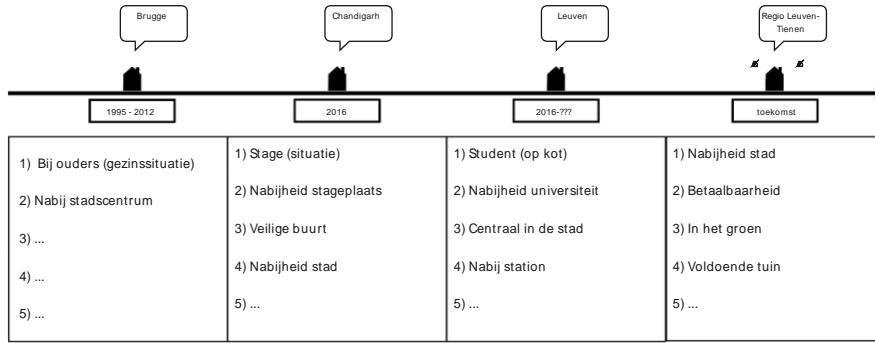 Brugge
Chandigarh
Leuven
Regio Leuven-
Tienen
1995 - 2012
2016
2016-???
toekomst
1) Bij ouders (gezinssituatie)
2) Nabij stadscentrum
3) ...
4) ...
5) ...
1) Stage (situatie)
2) Nabijheid stageplaats
3) Veilige buurt
4) Nabijheid stad
5) ...
1) Student (op kot)
2) Nabijheid universiteit
3) Centraal in de stad
4) Nabij station
5) ...
1) Nabijheid stad
2) Betaalbaarheid
3) In het groen
4) Voldoende tuin
5) ...